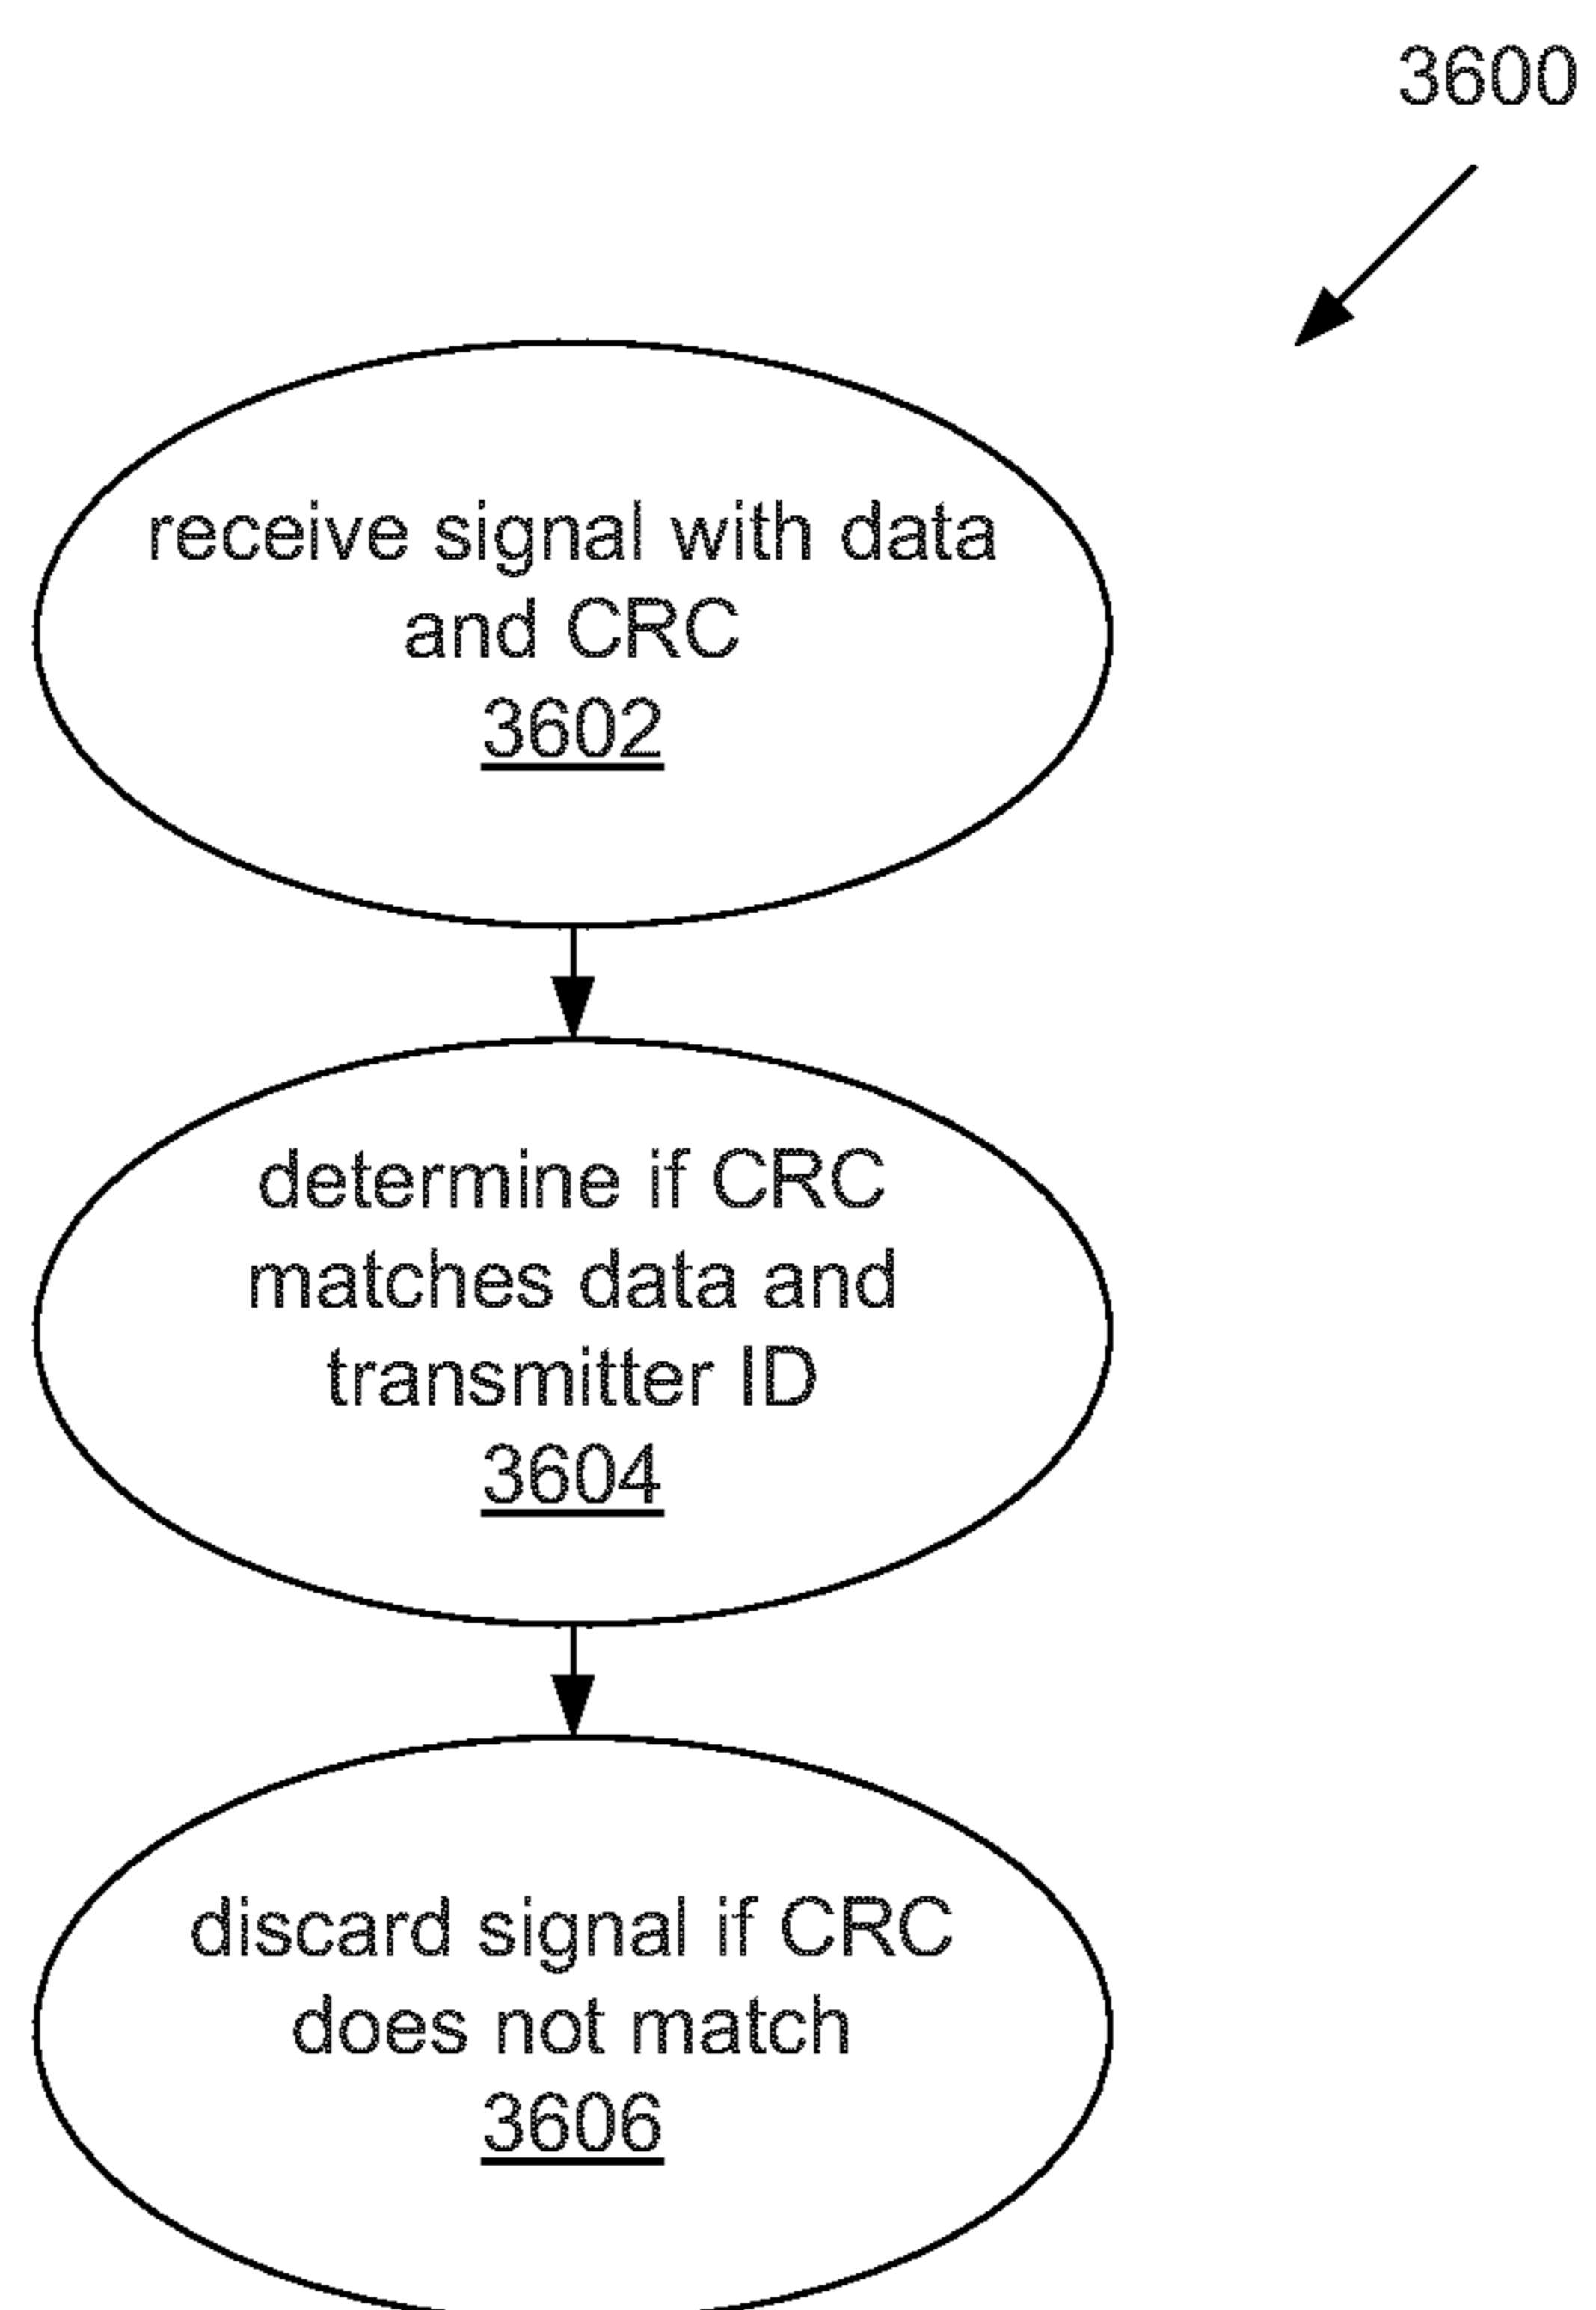 3600
receive signal with data
and CRC
3602
determine if CRC
matches data and
transmitter ID
3604
discard signal if CRC
does not match
3606